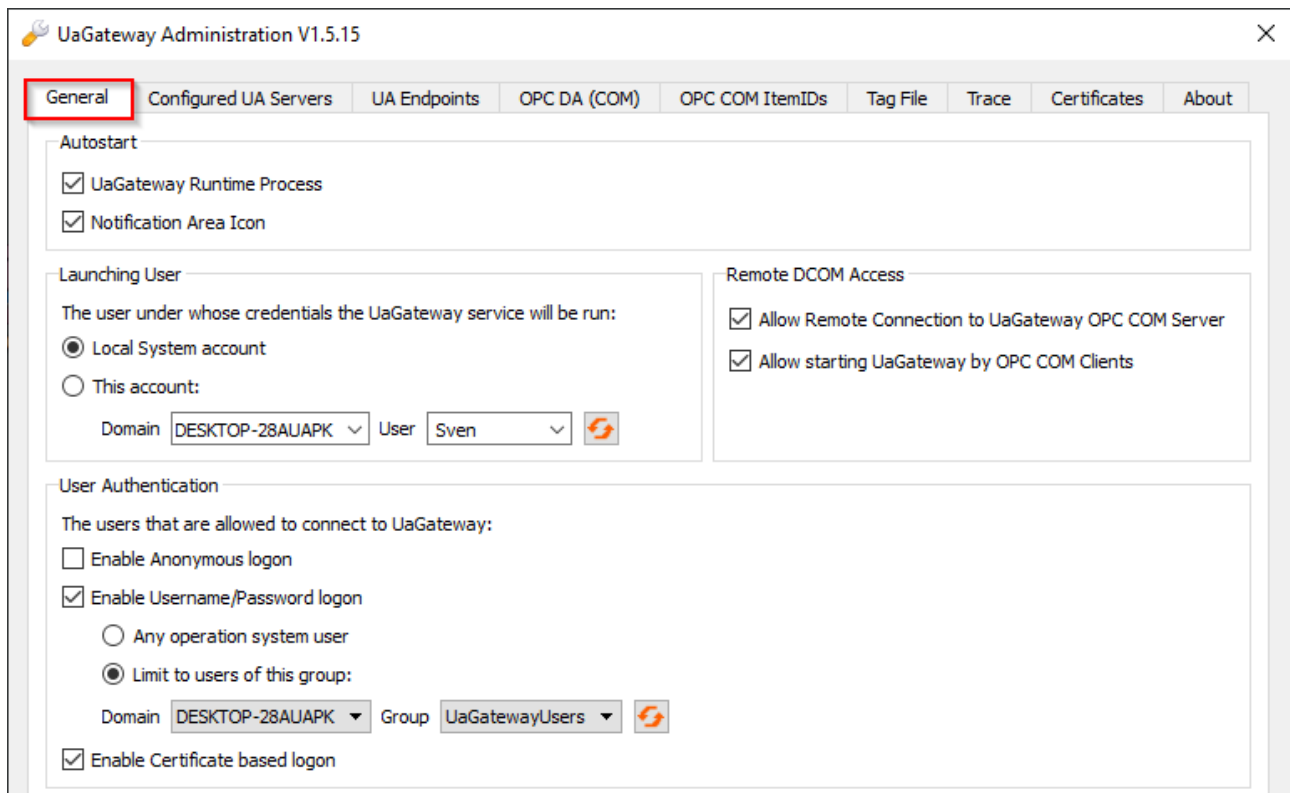 UaGateway Administration V1.5.15
General Configured UA Servers UA Endpoints OPC DA (COM) OPC COM ItemIDs Tag File Trace Certificates About
Autostart
UaGateway Runtime Process
Notification Area Icon
Launching User
The user under whose credentials the UaGateway service will be run:
Local System account
This account:
Domain DESKTOP-28AUAPK User Sven
Remote DCOM Access
Allow Remote Connection to UaGateway OPC COM Server
Allow starting UaGateway by OPC COM Clients
User Authentication
The users that are allowed to connect to UaGateway:
Enable Anonymous logon
Enable Username/Password logon
Any operation system user
Limit to users of this group:
Domain DESKTOP-28AUAPK Group UaGatewayUsers
Enable Certificate based logon